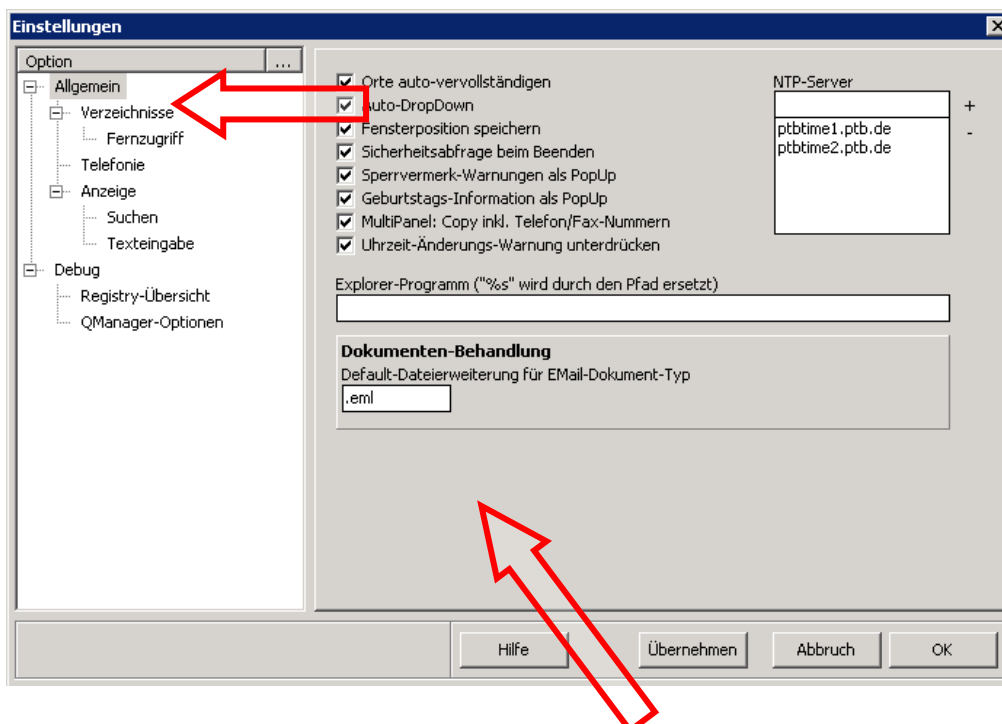 Einstellungen
Option ...
Allgemein
Verzeichnisse
Fernzugriff
Telefonie
Anzeige
Suchen
Texteingabe
Debug
Registry-Übersicht
QManager-Optionen
Orte auto-vervollständigen
Auto-DropDown
Fensterposition speichern
Sicherheitsabfrage beim Beenden
Sperrvermerk-Warnungen als PopUp
Geburtstags-Information als PopUp
MultiPanel: Copy inkl. Telefon/Fax-Nummern
Uhrzeit-Änderungs-Warnung unterdrücken
NTP-Server
+
-
ptbtime1.ptb.de
ptbtime2.ptb.de
Explorer-Programm ("%s" wird durch den Pfad ersetzt)
Dokumenten-Behandlung
Default-Dateierweiterung für EMail-Dokument-Typ
.eml
Hilfe Übernehmen Abbruch OK